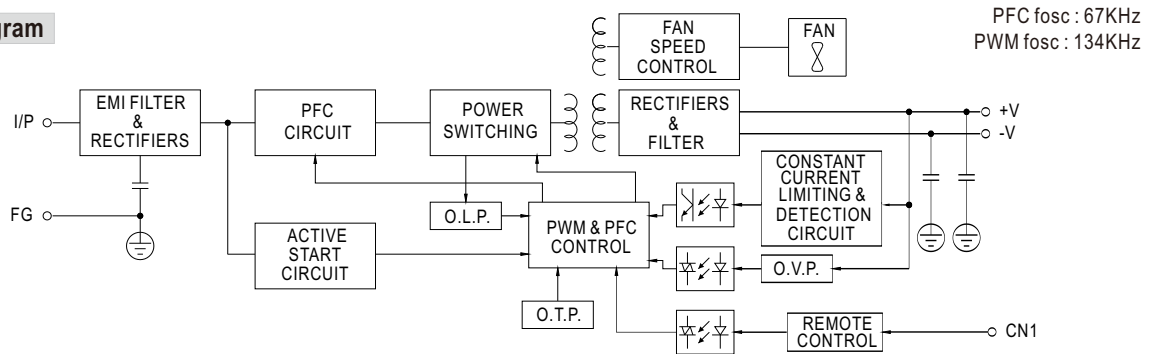 gram
PFC fosc : 67KHz
PWM fosc : 134KHz
FAN
SPEED
CONTROL
FAN
I/P
EMI FILTER
&
RECTIFIERS
PFC
CIRCUIT
POWER
SWITCHING
RECTIFIERS
&
FILTER
+V
-V
FG
O.L.P.
PWM & PFC
CONTROL
CONSTANT
CURRENT
LIMITING &
DETECTION
CIRCUIT
ACTIVE
START
CIRCUIT
O.V.P.
O.T.P.
REMOTE
CONTROL
CN1